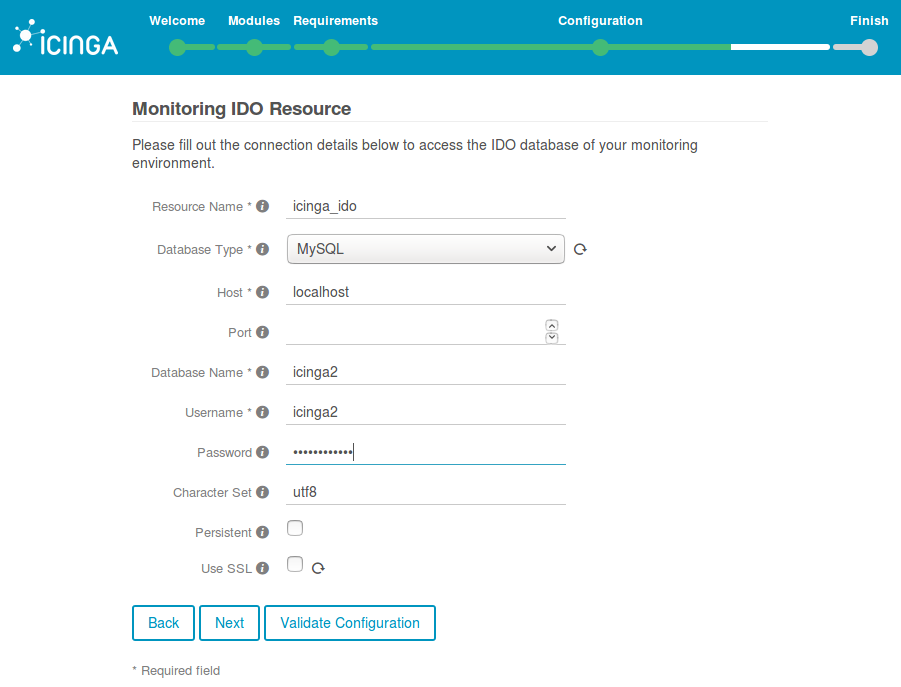 Welcome Modules Requirements Configuration Finish
ICINGA
Monitoring IDO Resource
Please fill out the connection details below to access the IDO database of your monitoring
environment.
Resource Name * i icinga_ido
Database Type * i MySQL
Host * i localhost
Port i
Database Name * i icinga2
Username * i icinga2
Password i ••••••••••••
Character Set i utf8
Persistent i
Use SSL i
Back Next Validate Configuration
* Required field